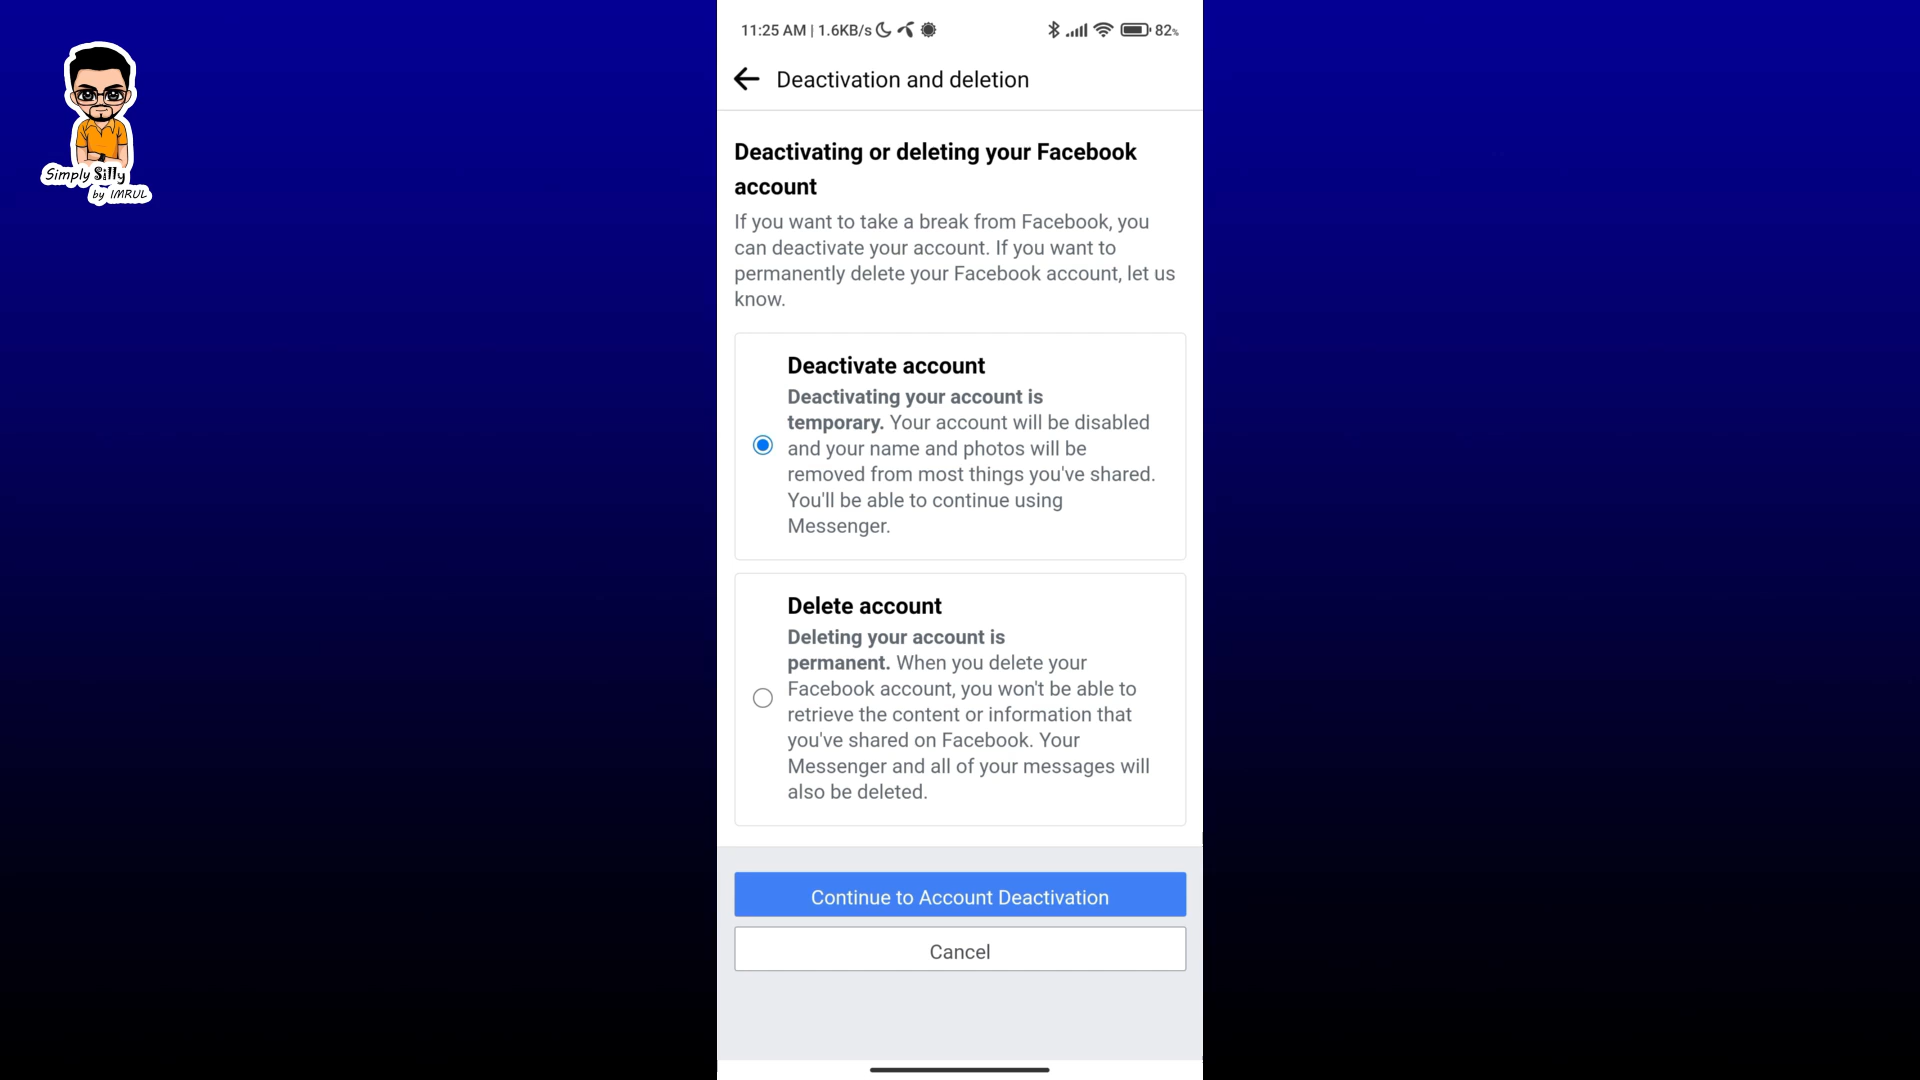 11:25 AM | 1.6KB/s
82%
Deactivation and deletion
Simply Silly
by IMRUL
Deactivating or deleting your Facebook
account
If you want to take a break from Facebook, you
can deactivate your account. If you want to
permanently delete your Facebook account, let us
know.
Deactivate account
Deactivating your account is
temporary. Your account will be disabled
and your name and photos will be
removed from most things you've shared.
You'll be able to continue using
Messenger.
Delete account
Deleting your account is
permanent. When you delete your
Facebook account, you won't be able to
retrieve the content or information that
you've shared on Facebook. Your
Messenger and all of your messages will
also be deleted.
Continue to Account Deactivation
Cancel